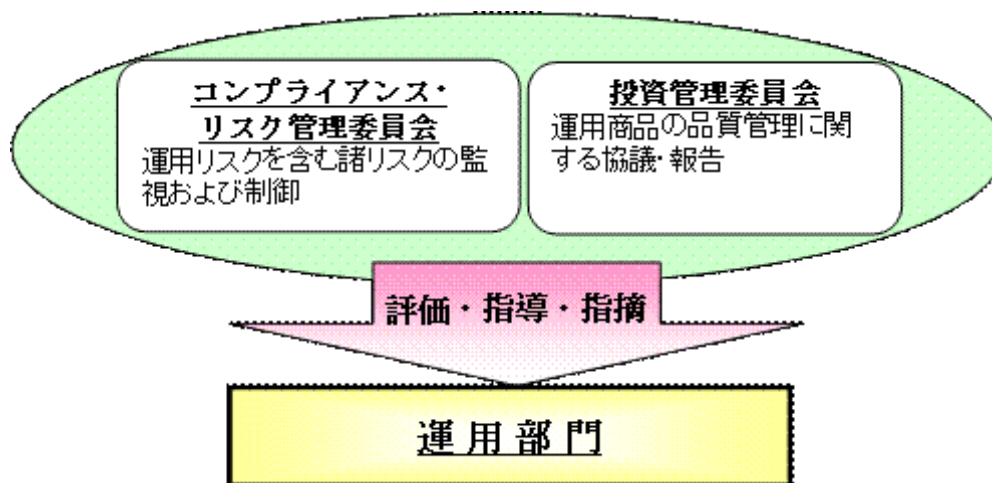 コンプライアンス・
リスク管理委員会
運用リスクを含む諸リスクの監
視および制御
投資管理委員会
運用商品の品質管理に関
する協議・報告
評価・指導・指摘
運用部門